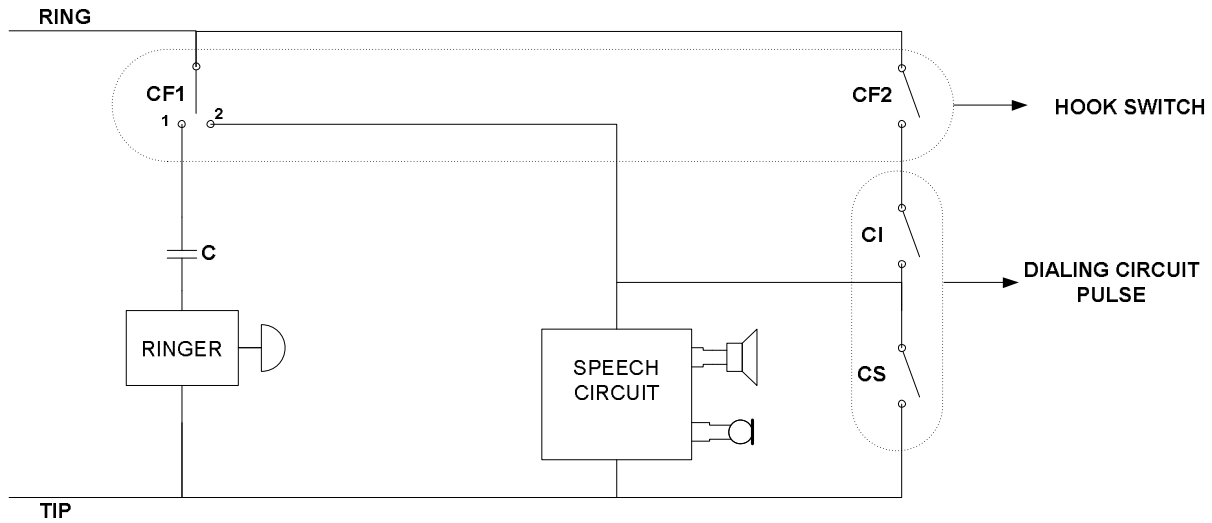 RING
CF1
1
2
CF2
HOOK SWITCH
C
CI
DIALING CIRCUIT
PULSE
RINGER
SPEECH
CIRCUIT
CS
TIP